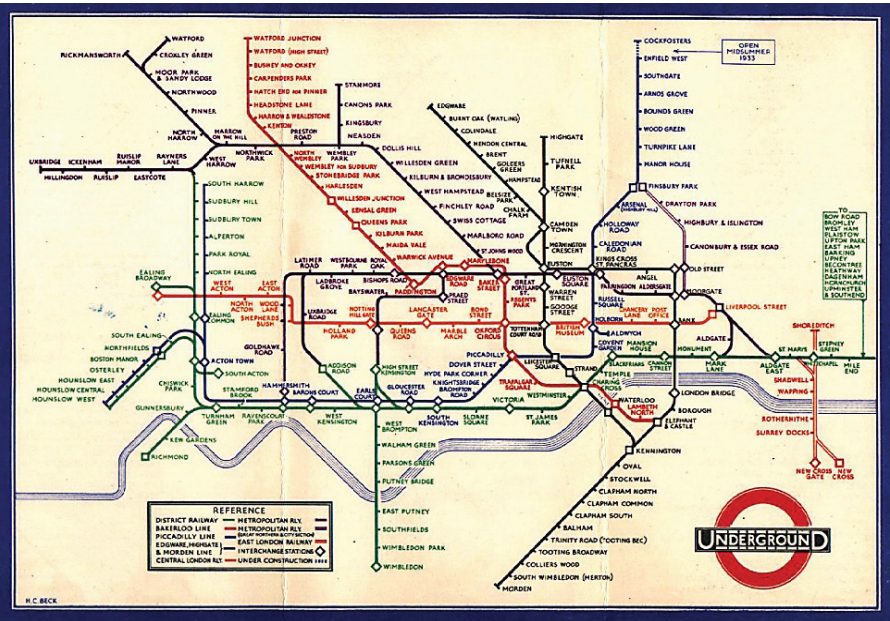 WATFORD
CROXLEY GREEN
RICKMANSWORTH
MOOR PARK
& SANDY LODGE
NORTHWOOD
PINNER
NORTH
HARROW
HARROW
ON THE HILL
WATFORD JUNCTION
WATFORD (HIGH STREET)
BUSHEY AND OXHEY
CARPENDERS PARK
HATCH END FOR PINNER
HEADSTONE LANE
HARROW & WEALDSTONE
KENTON
NORTHWICK
PARK
PRESTON
ROAD
WEMBLEY
PARK
STANMORE
CANONS PARK
KINGSBURY
NEASDEN
DOLLIS HILL
WILLESDEN GREEN
KILBURN & BRONDESBURY
WEST HAMPSTEAD
FINCHLEY ROAD
SWISS COTTAGE
MARLBORO ROAD
ST JOHNS WOOD
NORTH
WEMBLEY
WEMBLEY FOR SUDBURY
STONEBRIDGE PARK
HARLESDEN
WILLESDEN JUNCTION
KENSAL GREEN
QUEENS PARK
KILBURN PARK
MAIDA VALE
WARWICK AVENUE
EDGWARE
BURNT OAK (WATLING)
COLINDALE
HENDON CENTRAL
BRENT
GOLDERS
GREEN
HAMPSTEAD
BELSIZE
PARK
CHALK
FARM
HIGHGATE
TUFNELL
PARK
KENTISH
TOWN
CAMDEN
TOWN
MORNINGTON
CRESCENT
EUSTON
COCKFOSTERS
OPEN
MIDSUMMER
1933
ENFIELD WEST
SOUTHGATE
ARNOS GROVE
BOUNDS GREEN
WOOD GREEN
TURNPIKE LANE
MANOR HOUSE
FINSBURY PARK
ARSENAL
(HIGHBURY HILL)
DRAYTON PARK
HOLLOWAY
ROAD
HIGHBURY & ISLINGTON
CALEDONIAN
ROAD
CANONBURY & ESSEX ROAD
KINGS CROSS
ST. PANCRAS
ANGEL
OLD STREET
TO
BOW ROAD
BROMLEY
WEST HAM
PLAISTOW
UPTON PARK
EAST HAM
BARKING
UPNEY
BECONTREE
HEATHWAY
DAGENHAM
HORNCHURCH
UPMINSTER
& SOUTHEND
UXBRIDGE
ICKENHAM
RUISLIP
MANOR
RAYNERS
LANE
WEST
HARROW
HILLINGDON
RUISLIP
EASTCOTE
SOUTH HARROW
SUDBURY HILL
SUDBURY TOWN
ALPERTON
PARK ROYAL
NORTH EALING
EALING
BROADWAY
WEST
ACTON
EAST
ACTON
NORTH
ACTON
WOOD
LANE
SHEPHERDS
BUSH
EALING
COMMON
SOUTH EALING
NORTHFIELDS
BOSTON MANOR
OSTERLEY
HOUNSLOW EAST
HOUNSLOW CENTRAL
HOUNSLOW WEST
ACTON TOWN
SOUTH ACTON
CHISWICK
PARK
GUNNERSBURY
KEW GARDENS
RICHMOND
TURNHAM
GREEN
STAMFORD
BROOK
RAVENSCOURT
PARK
HAMMERSMITH
GOLDHAWK
ROAD
BARONS COURT
WEST
KENSINGTON
EARLS
COURT
LATIMER
ROAD
LADBROKE
GROVE
WESTBOURNE
PARK
ROYAL
OAK
BISHOPS ROAD
UXBRIDGE
ROAD
ADDISON
ROAD
HOLLAND
PARK
NOTTING
HILL GATE
BAYSWATER
PADDINGTON
EDGWARE
ROAD
PRAED
STREET
MARYLEBONE
BAKER
STREET
GREAT
PORTLAND
ST.
REGENTS
PARK
QUEENS
ROAD
LANCASTER
GATE
MARBLE
ARCH
BOND
STREET
OXFORD
CIRCUS
TOTTENHAM
COURT ROAD
WARREN
STREET
GOODGE
STREET
EUSTON
SQUARE
FARRINGDON
ALDERSGATE
MOORGATE
LIVERPOOL STREET
RUSSELL
SQUARE
HOLBORN
BRITISH
MUSEUM
CHANCERY
LANE
POST
OFFICE
BANK
ALDWYCH
COVENT
GARDEN
LEICESTER
SQUARE
STRAND
PICCADILLY
DOVER STREET
HYDE PARK CORNER
KNIGHTSBRIDGE
BROMPTON
ROAD
TRAFALGAR
SQUARE
CHARING
CROSS
TEMPLE
BLACKFRIARS
MANSION
HOUSE
CANNON
STREET
MONUMENT
MARK
LANE
ALDGATE
ALDGATE
EAST
ST MARYS
WHITECHAPEL
STEPNEY
GREEN
MILE
END
SHOREDITCH
SHADWELL
WAPPING
ROTHERHITHE
SURREY DOCKS
NEW CROSS
GATE
NEW
CROSS
HIGH STREET
KENSINGTON
GLOUCESTER
ROAD
SOUTH
KENSINGTON
SLOANE
SQUARE
VICTORIA
ST JAMES
PARK
WESTMINSTER
WATERLOO
LAMBETH
NORTH
LONDON BRIDGE
BOROUGH
ELEPHANT
& CASTLE
KENNINGTON
OVAL
STOCKWELL
CLAPHAM NORTH
CLAPHAM COMMON
CLAPHAM SOUTH
BALHAM
TRINITY ROAD (TOOTING BEC)
TOOTING BROADWAY
COLLIERS WOOD
SOUTH WIMBLEDON (MERTON)
MORDEN
WEST
BROMPTON
WALHAM GREEN
PARSONS GREEN
PUTNEY BRIDGE
EAST PUTNEY
SOUTHFIELDS
WIMBLEDON PARK
WIMBLEDON
RIVER THAMES
REFERENCE
DISTRICT RAILWAY
BAKERLOO LINE
PICCADILLY LINE
EDGWARE, HIGHGATE
& MORDEN LINE
CENTRAL LONDON RLY.
METROPOLITAN RLY.
METROPOLITAN RLY.
(GREAT NORTHERN & CITY SECTION)
EAST LONDON RAILWAY
INTERCHANGE STATIONS
UNDER CONSTRUCTION
UNDERGROUND
H.C. BECK